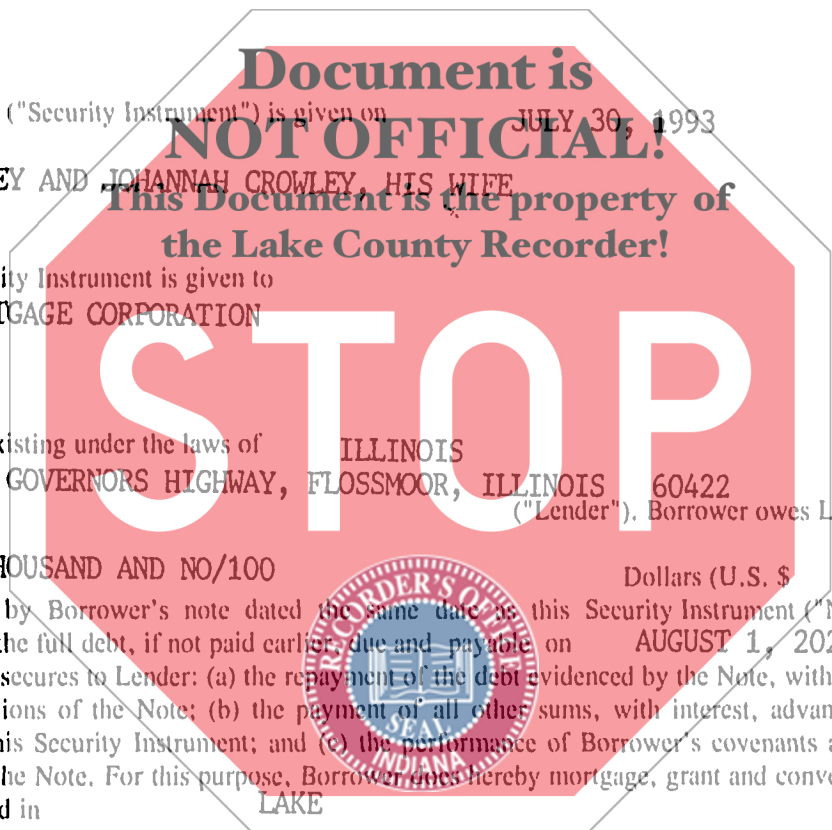 Document is
("Security Instrument") is given on JULY 30, 1993
NOT OFFICIAL!
EY AND JOHANNAH CROWLEY, HIS WIFE
This Document is the property of
the Lake County Recorder!
ity Instrument is given to
TGAGE CORPORATION
STOP
xisting under the laws of ILLINOIS
GOVERNORS HIGHWAY, FLOSSMOOR, ILLINOIS 60422
("Lender"). Borrower owes L
HOUSAND AND NO/100 Dollars (U.S. $
by Borrower's note dated the same date as this Security Instrument ("N
the full debt, if not paid earlier, due and payable on AUGUST 1, 202
secures to Lender: (a) the repayment of the debt evidenced by the Note, with
ions of the Note; (b) the payment of all other sums, with interest, advan
his Security Instrument; and (c) the performance of Borrower's covenants a
he Note. For this purpose, Borrower does hereby mortgage, grant and conve
d in LAKE
RECORDER'S OFFICE
SEAL
INDIANA